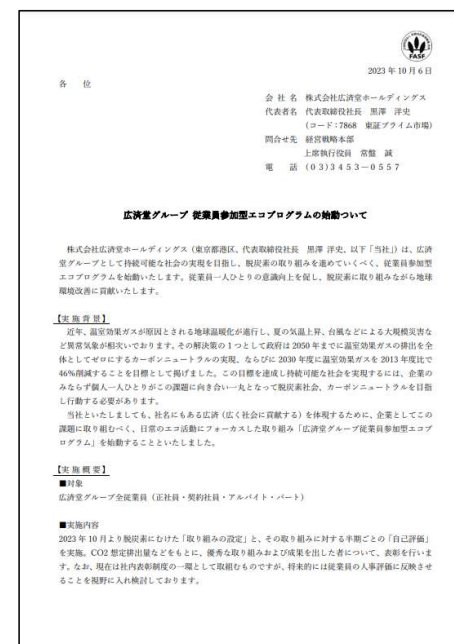 FASF
2023年10月6日
各　位
会 社 名　株式会社広済堂ホールディングス
代表者名　代表取締役社長　黒澤　洋史
(コード:7868　東証プライム市場)
問合せ先　経営戦略本部
上席執行役員　常盤　誠
電　話　(03)3453-0557
広済堂グループ 従業員参加型エコプログラムの始動ついて
株式会社広済堂ホールディングス（東京都港区、代表取締役社長　黒澤 洋史、以下「当社」）は、広済
堂グループとして持続可能な社会の実現を目指し、脱炭素の取り組みを進めていくべく、従業員参加型
エコプログラムを始動いたします。従業員一人ひとりの意識向上を促し、脱炭素に取り組みながら地球
環境改善に貢献いたします。
【実施背景】
近年、温室効果ガスが原因とされる地球温暖化が進行し、夏の気温上昇、台風などによる大規模災害な
ど異常気象が相次いでおります。その解決策の1つとして政府は2050年までに温室効果ガスの排出を全
体としてゼロにするカーボンニュートラルの実現、ならびに2030年度に温室効果ガスを2013年度比で
46%削減することを目標として掲げました。この目標を達成し持続可能な社会を実現するには、企業の
みならず個人一人ひとりがこの課題に向き合い一丸となって脱炭素社会、カーボンニュートラルを目指
し行動する必要があります。
当社といたしましても、社名にもある広済（広く社会に貢献する）を体現するために、企業としてこの
課題に取り組むべく、日常のエコ活動にフォーカスした取り組み「広済堂グループ従業員参加型エコプ
ログラム」を始動することといたしました。
【実施概要】
■対象
広済堂グループ全従業員（正社員・契約社員・アルバイト・パート）
■実施内容
2023年10月より脱炭素にむけた「取り組みの設定」と、その取り組みに対する半期ごとの「自己評価」
を実施。CO2想定排出量などをもとに、優秀な取り組みおよび成果を出した者について、表彰を行いま
す。なお、現在は社内表彰制度の一環として取組むものですが、将来的には従業員の人事評価に反映させ
ることを視野に入れ検討しております。